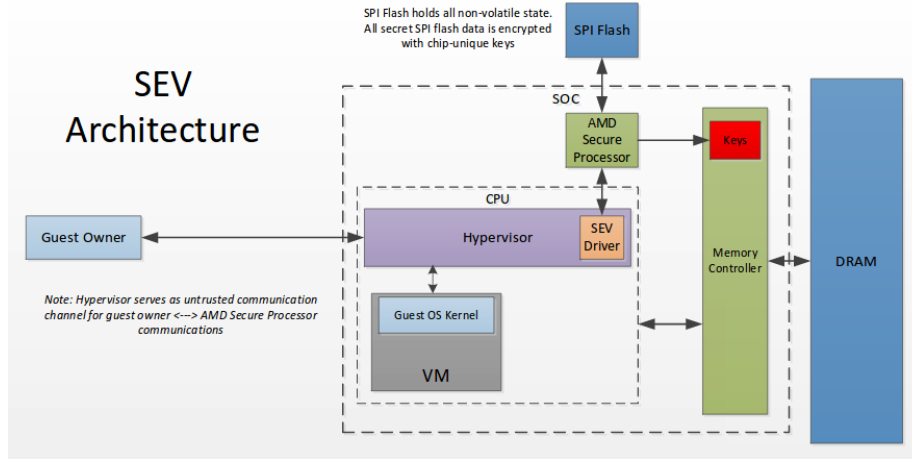 SPI Flash holds all non-volatile state.
All secret SPI flash data is encrypted
with chip-unique keys
SPI Flash
SEV
Architecture
SOC
AMD
Secure
Processor
Keys
CPU
Guest Owner
Hypervisor
SEV
Driver
Memory
Controller
DRAM
Note: Hypervisor serves as untrusted communication
channel for guest owner <---> AMD Secure Processor
communications
Guest OS Kernel
VM